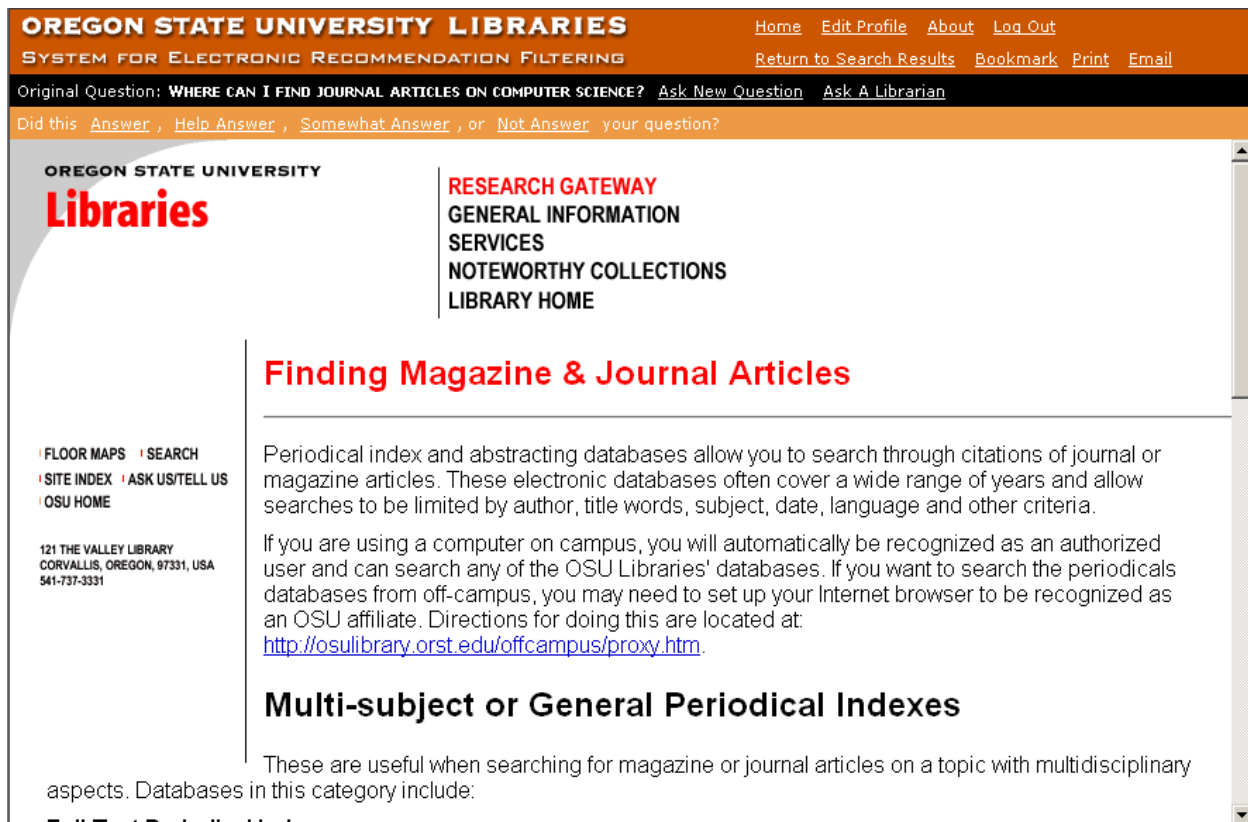 OREGON STATE UNIVERSITY LIBRARIES
Home Edit Profile About Log Out
SYSTEM FOR ELECTRONIC RECOMMENDATION FILTERING
Return to Search Results Bookmark Print Email
Original Question: WHERE CAN I FIND JOURNAL ARTICLES ON COMPUTER SCIENCE? Ask New Question Ask A Librarian
Did this Answer , Help Answer , Somewhat Answer , or Not Answer your question?
OREGON STATE UNIVERSITY
Libraries
RESEARCH GATEWAY
GENERAL INFORMATION
SERVICES
NOTEWORTHY COLLECTIONS
LIBRARY HOME
Finding Magazine & Journal Articles
FLOOR MAPS SEARCH
SITE INDEX ASK US/TELL US
OSU HOME
121 THE VALLEY LIBRARY
CORVALLIS, OREGON, 97331, USA
541-737-3331
Periodical index and abstracting databases allow you to search through citations of journal or
magazine articles. These electronic databases often cover a wide range of years and allow
searches to be limited by author, title words, subject, date, language and other criteria.
If you are using a computer on campus, you will automatically be recognized as an authorized
user and can search any of the OSU Libraries' databases. If you want to search the periodicals
databases from off-campus, you may need to set up your Internet browser to be recognized as
an OSU affiliate. Directions for doing this are located at:
http://osulibrary.orst.edu/offcampus/proxy.htm.
Multi-subject or General Periodical Indexes
These are useful when searching for magazine or journal articles on a topic with multidisciplinary
aspects. Databases in this category include: